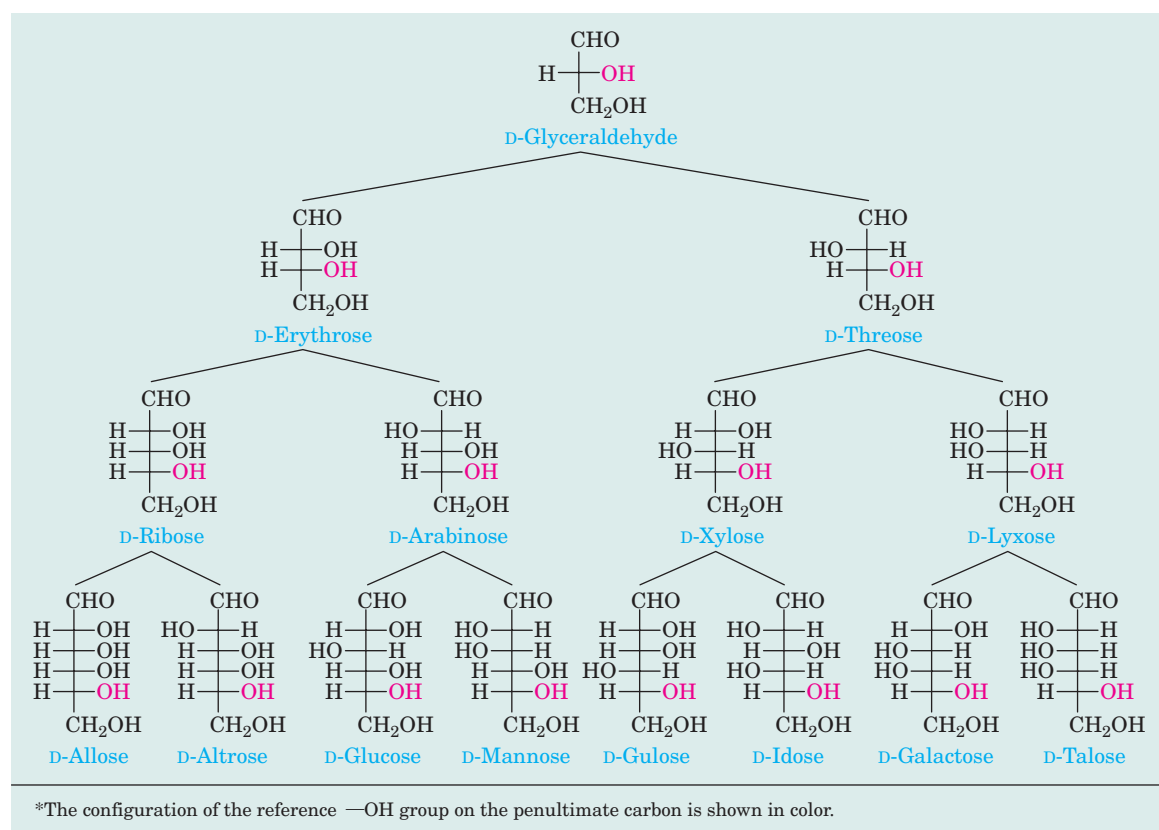 CHO
H OH
CH₂OH
D-Glyceraldehyde
CHO CHO
H OH HO H
H OH H OH
CH₂OH CH₂OH
D-Erythrose D-Threose
CHO CHO CHO CHO
H OH HO H H OH HO H
H OH H OH HO H HO H
H OH H OH H OH H OH
CH₂OH CH₂OH CH₂OH CH₂OH
D-Ribose D-Arabinose D-Xylose D-Lyxose
CHO CHO CHO CHO CHO CHO CHO CHO
H OH HO H H OH HO H H OH HO H H OH HO H
H OH H OH HO H HO H H OH H OH HO H HO H
H OH H OH H OH H OH HO H HO H HO H HO H
H OH H OH H OH H OH H OH H OH H OH H OH
CH₂OH CH₂OH CH₂OH CH₂OH CH₂OH CH₂OH CH₂OH CH₂OH
D-Allose D-Altrose D-Glucose D-Mannose D-Gulose D-Idose D-Galactose D-Talose
*The configuration of the reference —OH group on the penultimate carbon is shown in color.